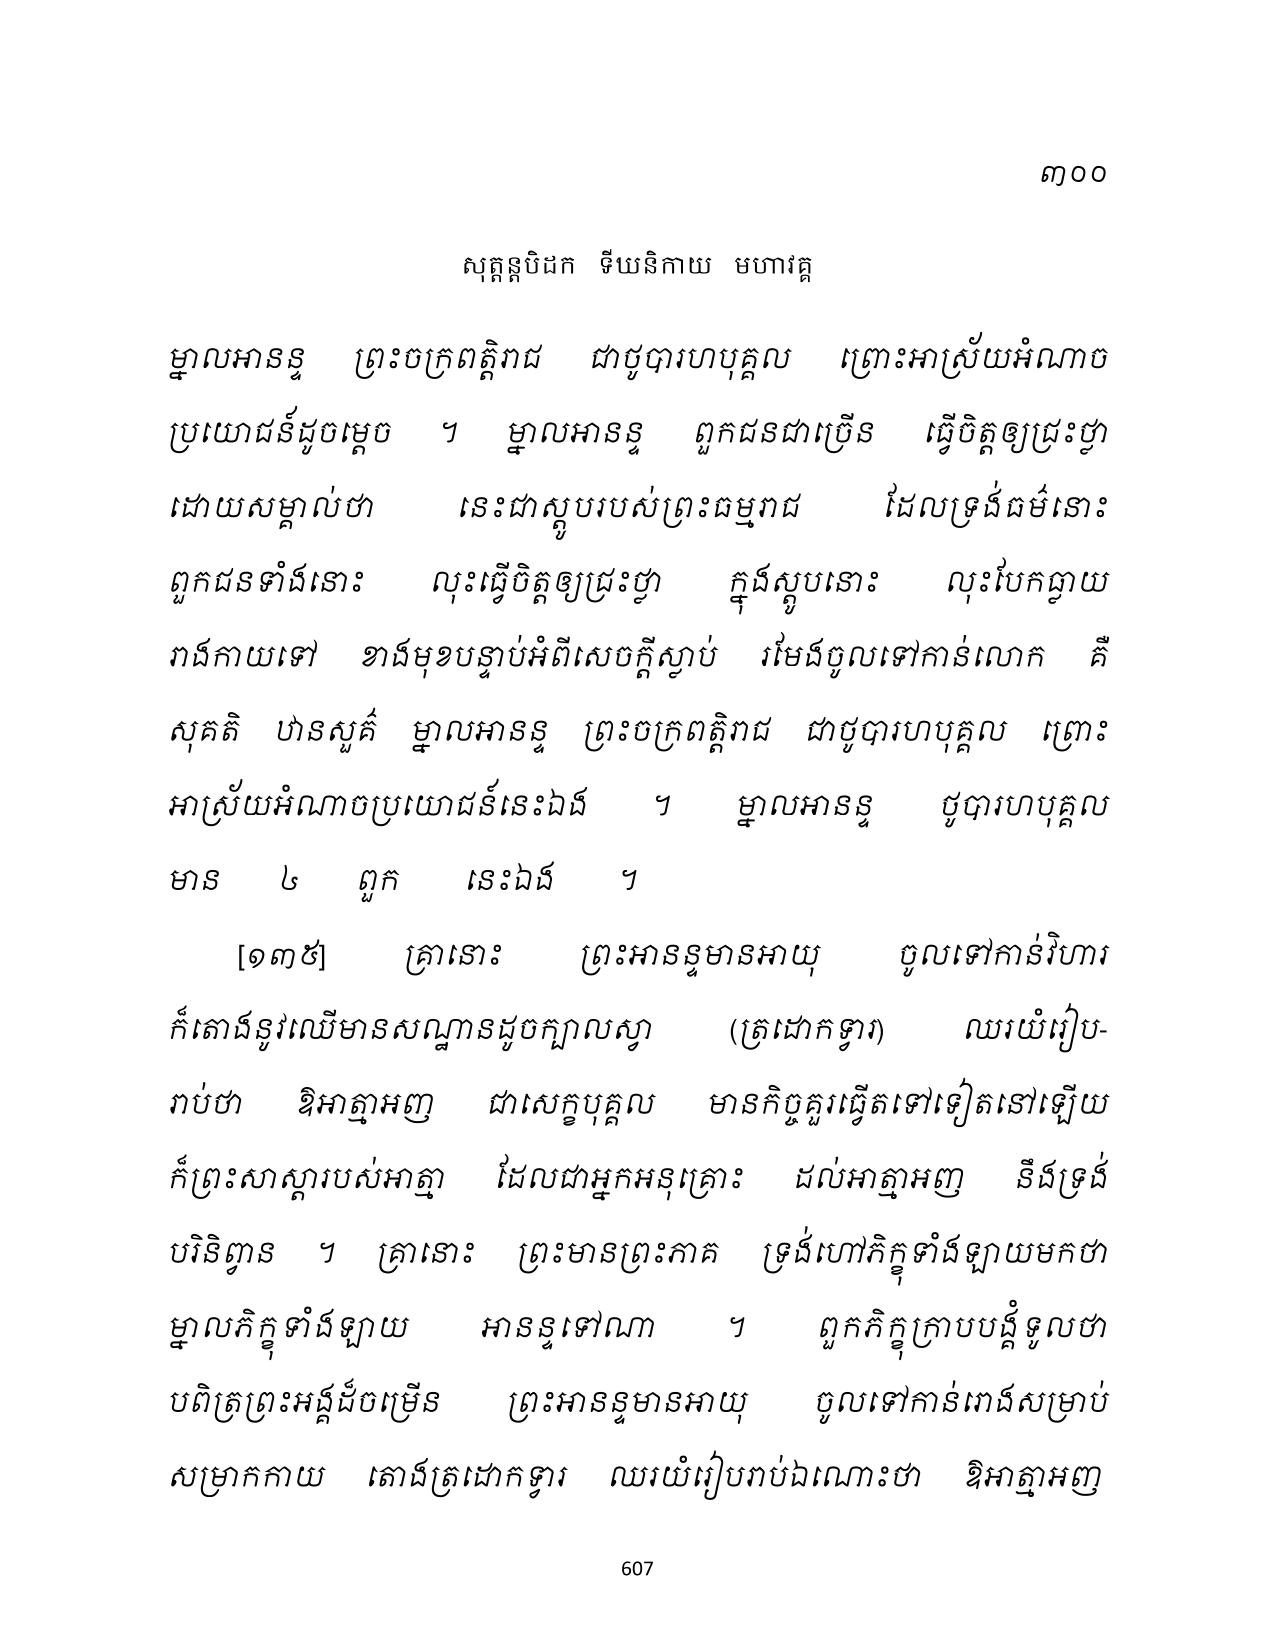 ៣០០
សុត្តន្តបិដក ទីឃនិកាយ មហាវគ្គ
ម្នាលអានន្ទ ព្រះចក្រពត្តិរាជ ជាថូបារហបុគ្គល ព្រោះអាស្រ័យអំណាច
ប្រយោជន៍ដូចម្តេច ។ ម្នាលអានន្ទ ពួកជនជាច្រើន ធ្វើចិត្តឲ្យជ្រះថ្លា
ដោយសម្គាល់ថា នេះជាស្តូបរបស់ព្រះធម្មរាជ ដែលទ្រង់ធម៌នោះ
ពួកជនទាំងនោះ លុះធ្វើចិត្តឲ្យជ្រះថ្លា ក្នុងស្តូបនោះ លុះបែកធ្លាយ
រាងកាយទៅ ខាងមុខបន្ទាប់អំពីសេចក្តីស្លាប់ រមែងចូលទៅកាន់លោក គឺ
សុគតិ ឋានសួគ៌ ម្នាលអានន្ទ ព្រះចក្រពត្តិរាជ ជាថូបារហបុគ្គល ព្រោះ
អាស្រ័យអំណាចប្រយោជន៍នេះឯង ។ ម្នាលអានន្ទ ថូបារហបុគ្គល
មាន ៤ ពួក នេះឯង ។
[១៣៥] គ្រានោះ ព្រះអានន្ទមានអាយុ ចូលទៅកាន់វិហារ
ក៏តោងនូវឈើមានសណ្ឋានដូចក្បាលស្វា (ត្រដោកទ្វារ) ឈរយំរៀប-
រាប់ថា ឱអាត្មាអញ ជាសេក្ខបុគ្គល មានកិច្ចគួរធ្វើតទៅទៀតនៅឡើយ
ក៏ព្រះសាស្តារបស់អាត្មា ដែលជាអ្នកអនុគ្រោះ ដល់អាត្មាអញ នឹងទ្រង់
បរិនិព្វាន ។ គ្រានោះ ព្រះមានព្រះភាគ ទ្រង់ហៅភិក្ខុទាំងឡាយមកថា
ម្នាលភិក្ខុទាំងឡាយ អានន្ទទៅណា ។ ពួកភិក្ខុក្រាបបង្គំទូលថា
បពិត្រព្រះអង្គដ៏ចម្រើន ព្រះអានន្ទមានអាយុ ចូលទៅកាន់រោងសម្រាប់
សម្រាកកាយ តោងត្រដោកទ្វារ ឈរយំរៀបរាប់ឯណោះថា ឱអាត្មាអញ
607